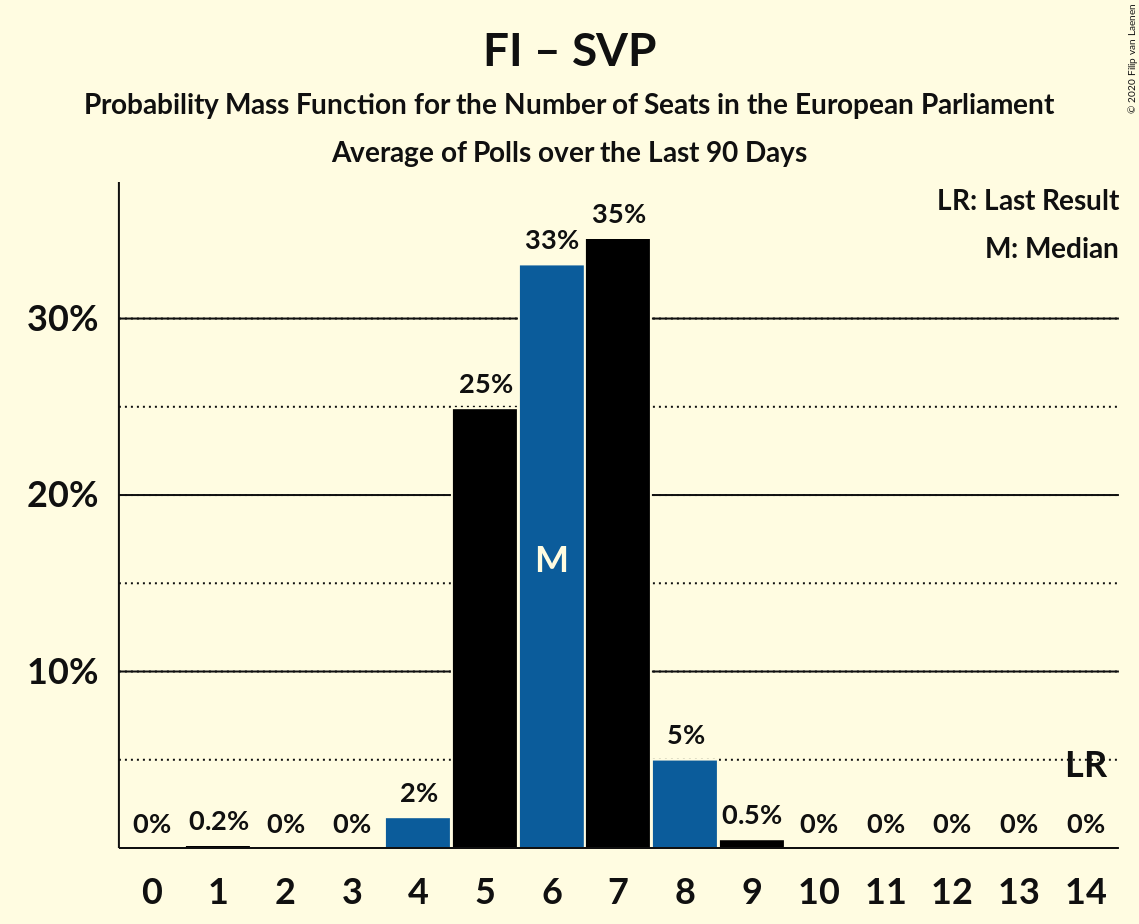 FI – SVP
Probability Mass Function for the Number of Seats in the European Parliament
Average of Polls over the Last 90 Days
© 2020 Filip van Laenen
LR: Last Result
M: Median
35%
33%
30%
25%
20%
M
10%
5%
LR
2%
0% 0.2% 0% 0% 0.5% 0% 0% 0% 0% 0%
0 1 2 3 4 5 6 7 8 9 10 11 12 13 14